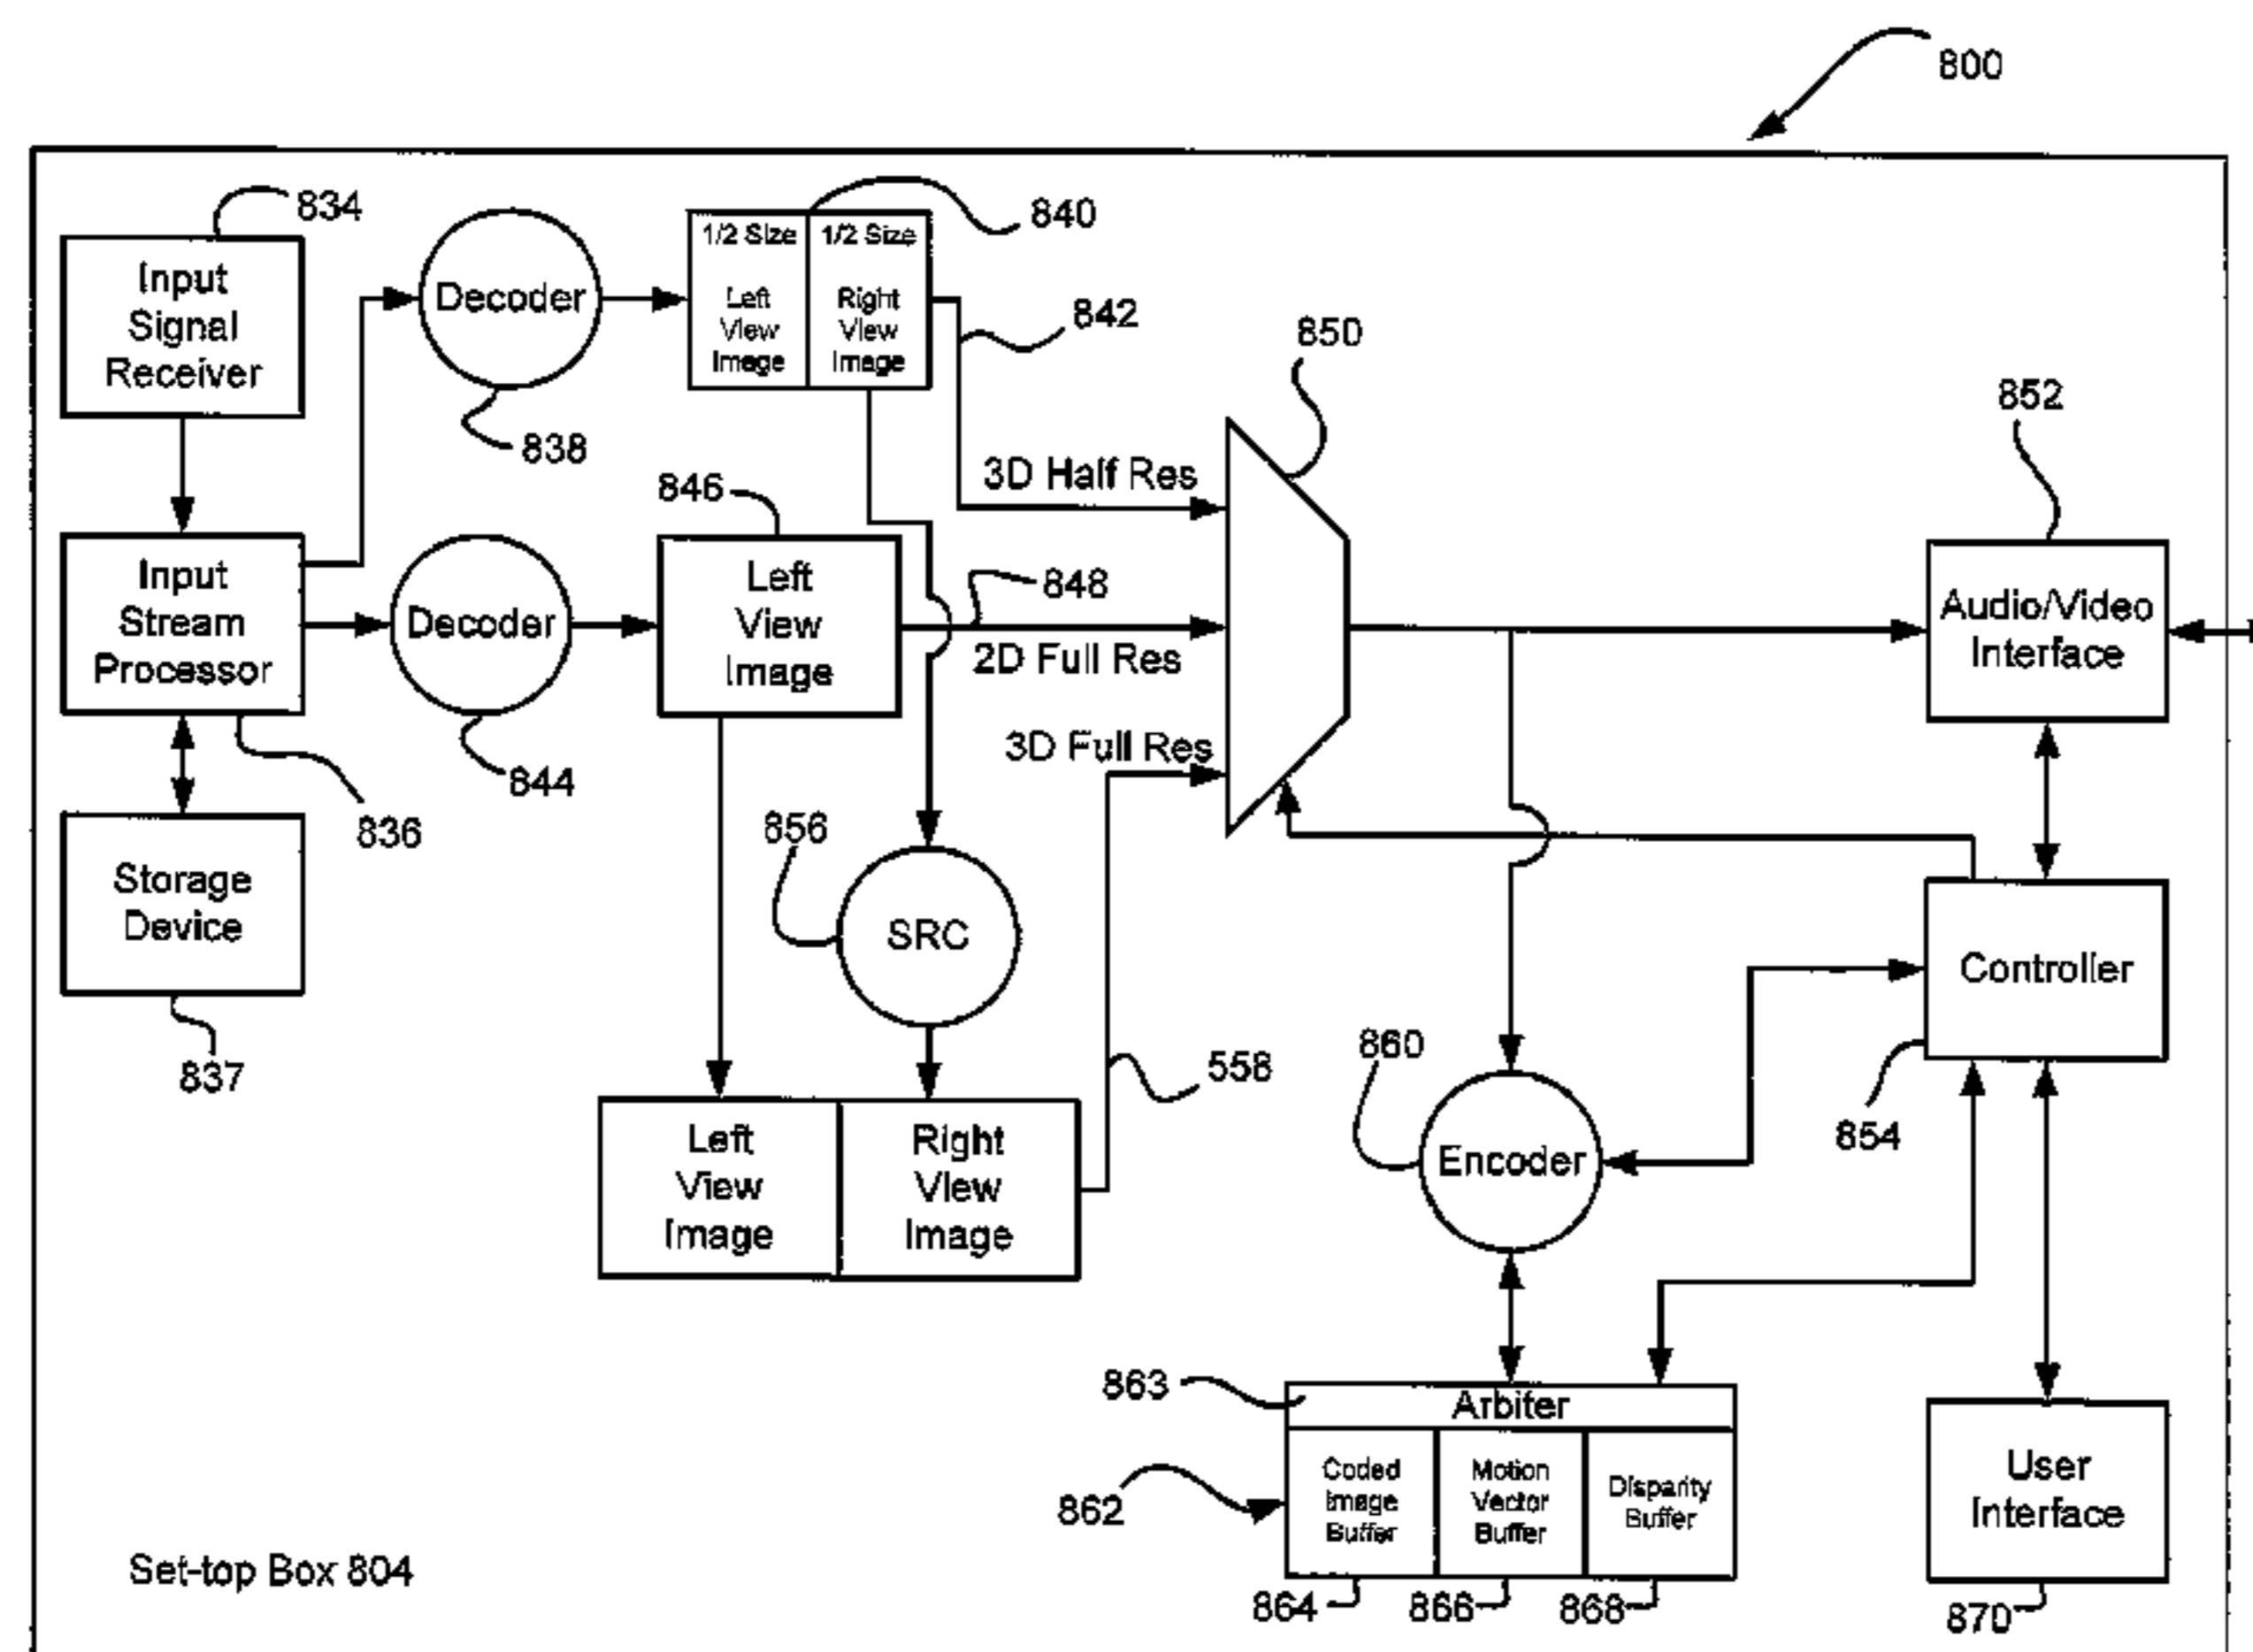 800
834
Input
Signal
Receiver
Decoder
838
1/2 Size
Left
View
Image
1/2 Size
Right
View
Image
840
842
850
852
3D Half Res
846
Input
Stream
Processor
836
Decoder
844
Left
View
Image
848
2D Full Res
3D Full Res
Audio/Video
Interface
Storage
Device
837
856
SRC
Controller
854
558
860
Encoder
Left
View
Image
Right
View
Image
863
Arbiter
862
Coded
Image
Buffer
Motion
Vector
Buffer
Disparity
Buffer
864
866
868
User
Interface
870
Set-top Box 804